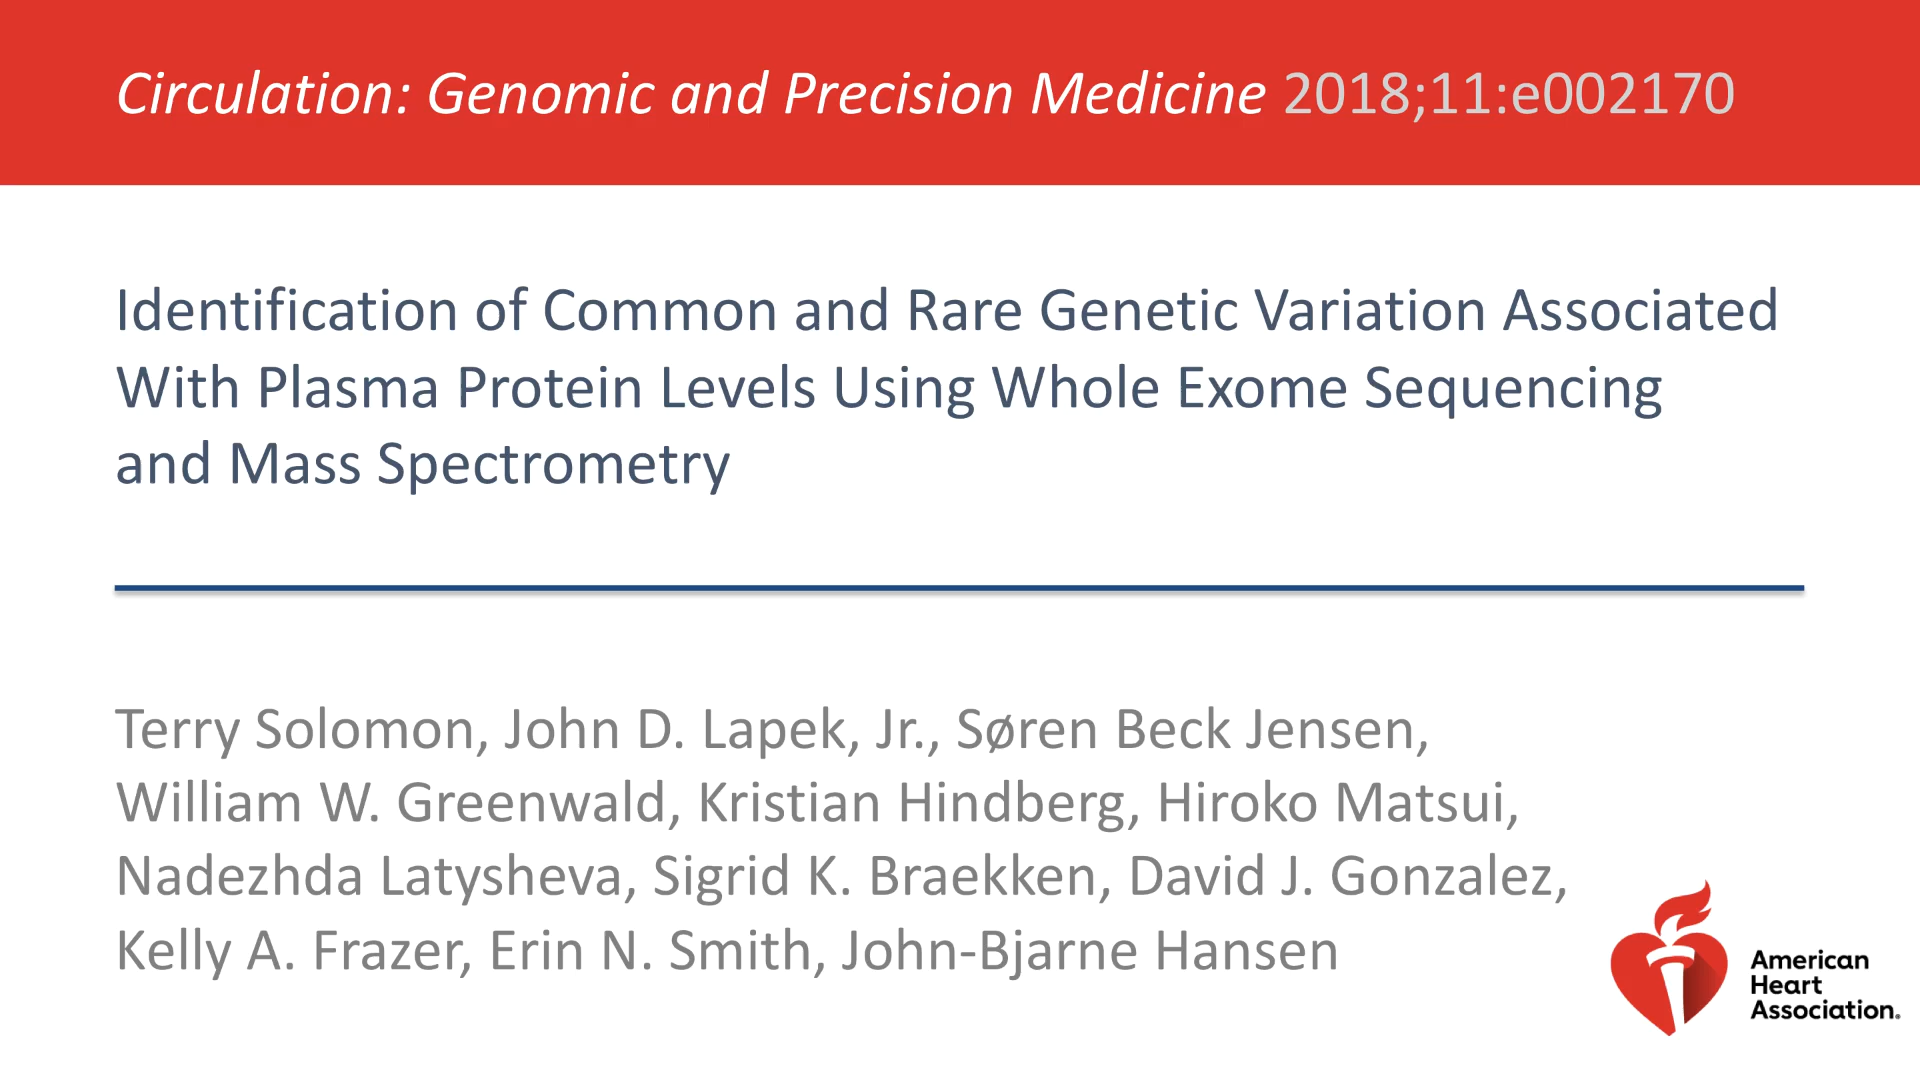 Circulation: Genomic and Precision Medicine 2018;11:e002170
Identification of Common and Rare Genetic Variation Associated
With Plasma Protein Levels Using Whole Exome Sequencing
and Mass Spectrometry
Terry Solomon, John D. Lapek, Jr., Søren Beck Jensen,
William W. Greenwald, Kristian Hindberg, Hiroko Matsui,
Nadezhda Latysheva, Sigrid K. Braekken, David J. Gonzalez,
Kelly A. Frazer, Erin N. Smith, John-Bjarne Hansen
American
Heart
Association.